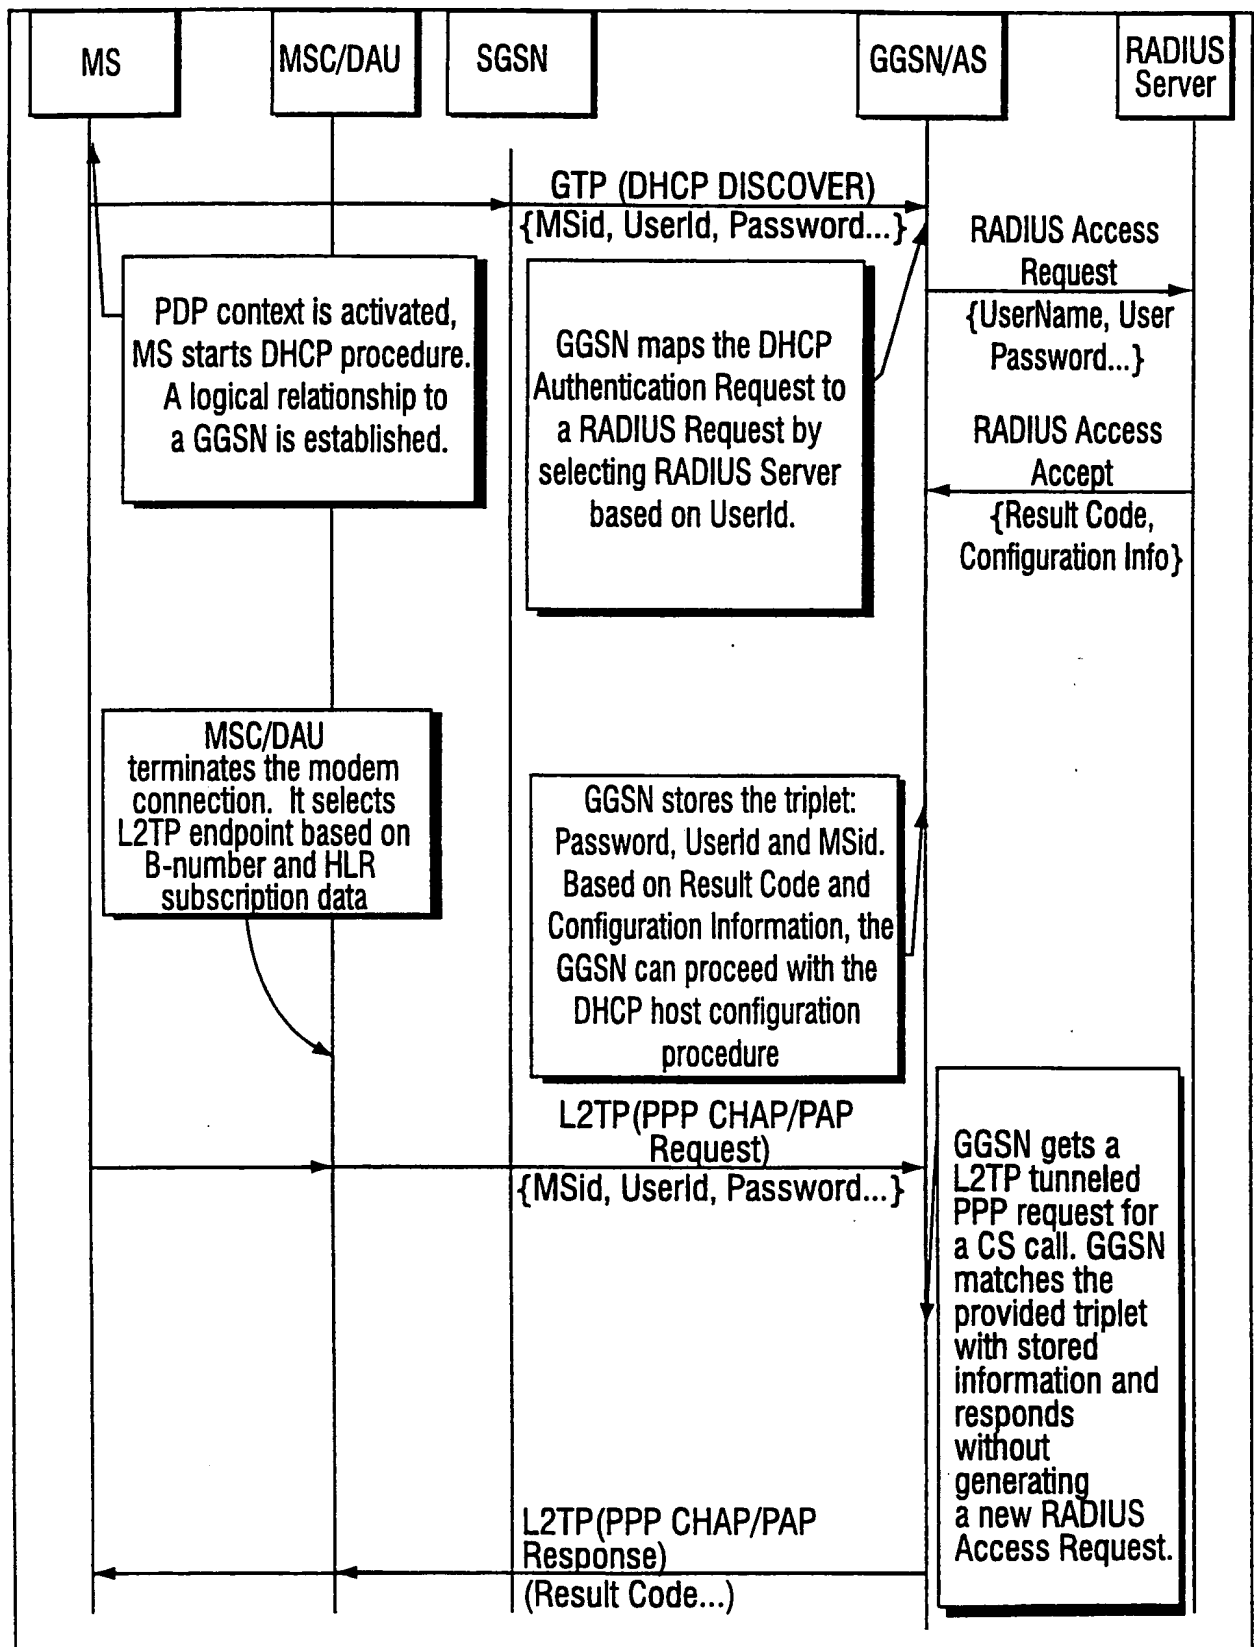 MS
MSC/DAU
SGSN
GGSN/AS
RADIUS
Server
GTP (DHCP DISCOVER)
{MSid, UserId, Password...}
RADIUS Access
Request
{UserName, User
Password...}
PDP context is activated,
MS starts DHCP procedure.
A logical relationship to
a GGSN is established.
GGSN maps the DHCP
Authentication Request to
a RADIUS Request by
selecting RADIUS Server
based on UserId.
RADIUS Access
Accept
{Result Code,
Configuration Info}
MSC/DAU
terminates the modem
connection. It selects
L2TP endpoint based on
B-number and HLR
subscription data
GGSN stores the triplet:
Password, UserId and MSid.
Based on Result Code and
Configuration Information, the
GGSN can proceed with the
DHCP host configuration
procedure
L2TP(PPP CHAP/PAP
Request)
{MSid, UserId, Password...}
GGSN gets a
L2TP tunneled
PPP request for
a CS call. GGSN
matches the
provided triplet
with stored
information and
responds
without
generating
a new RADIUS
Access Request.
L2TP(PPP CHAP/PAP
Response)
(Result Code...)